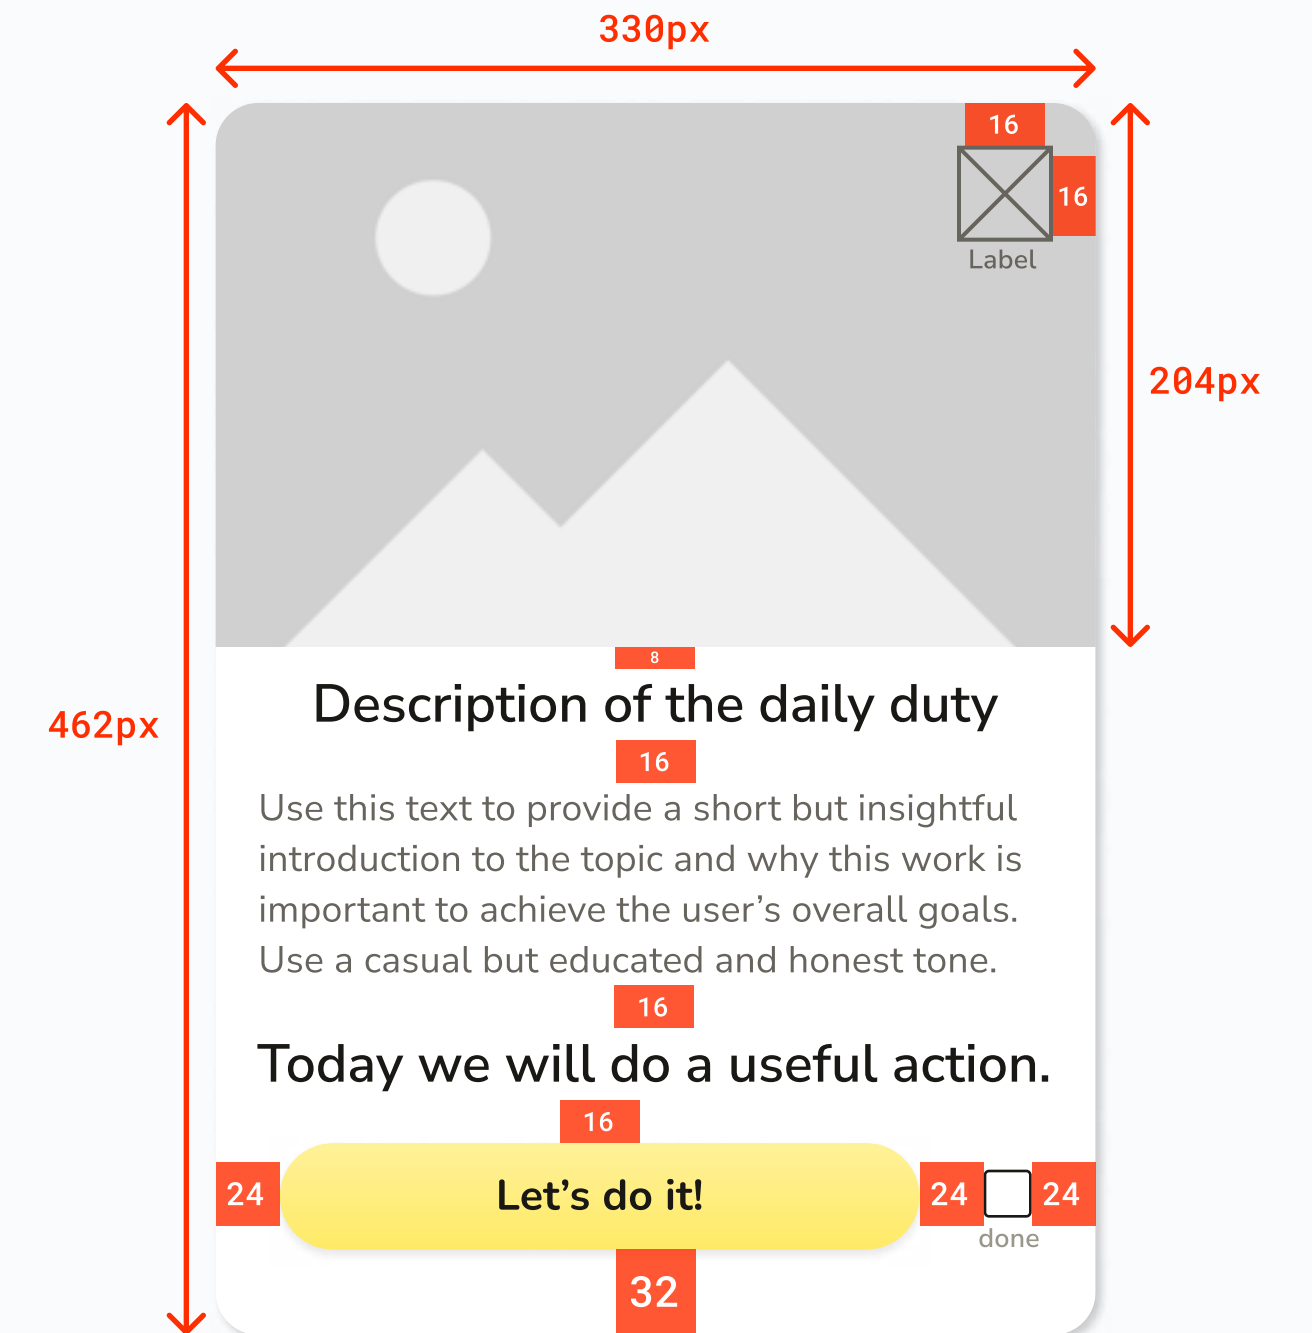 330px
16
16
Label
204px
462px
8
Description of the daily duty
16
Use this text to provide a short but insightful
introduction to the topic and why this work is
important to achieve the user’s overall goals.
Use a casual but educated and honest tone.
16
Today we will do a useful action.
16
24
Let’s do it!
24
24
done
32